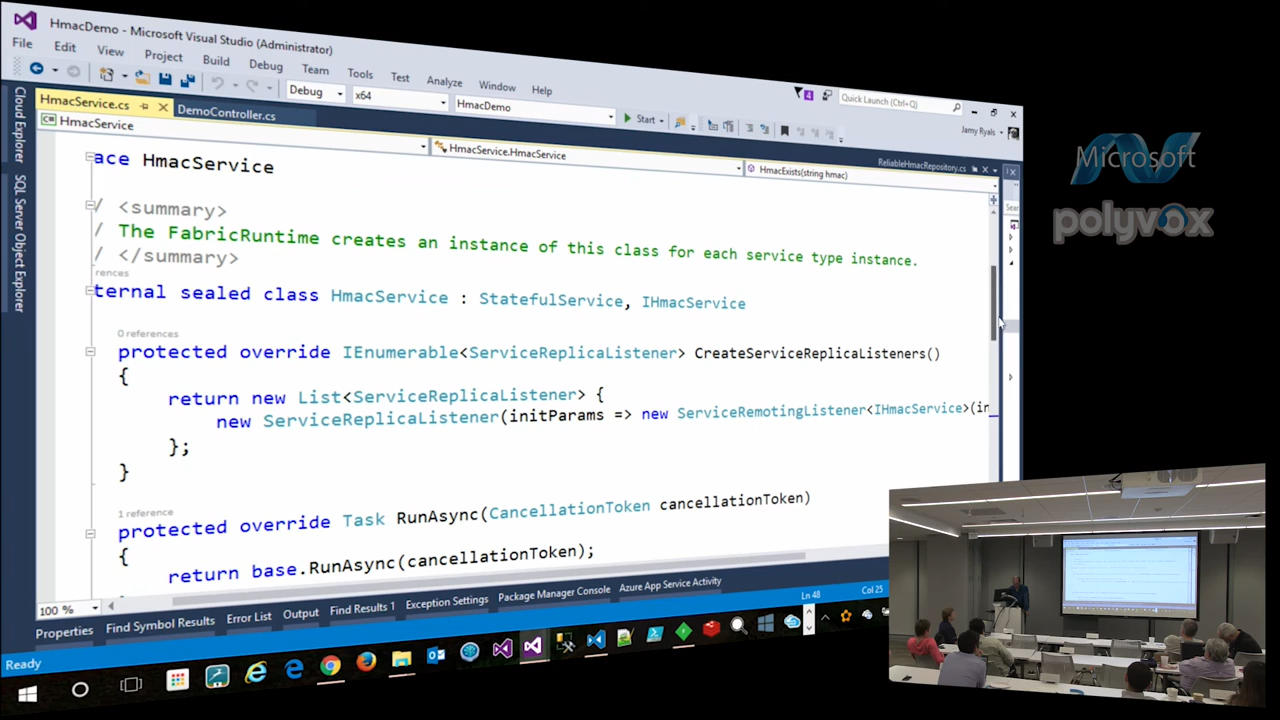 HmacDemo - Microsoft Visual Studio (Administrator)
4
Quick Launch (Ctrl+Q)
File Edit View Project Build Debug Team Tools Test Analyze Window Help
Jamy Ryals
Debug x64 HmacDemo Start
HmacService.cs DemoController.cs
ReliableHmacRepository.cs
HmacService HmacService.HmacService HmacExists(string hmac)
Cloud Explorer
SQL Server Object Explorer
ace HmacService
/ <summary>
/ The FabricRuntime creates an instance of this class for each service type instance.
/ </summary>
rences
ternal sealed class HmacService : StatefulService, IHmacService
0 references
protected override IEnumerable<ServiceReplicaListener> CreateServiceReplicaListeners()
{
return new List<ServiceReplicaListener> {
new ServiceReplicaListener(initParams => new ServiceRemotingListener<IHmacService>(in
};
}
1 reference
protected override Task RunAsync(CancellationToken cancellationToken)
{
return base.RunAsync(cancellationToken);
100 %
Properties Find Symbol Results Error List Output Find Results 1 Exception Settings Package Manager Console Azure App Service Activity
Ready Ln 48 Col 25
Microsoft
polyvox